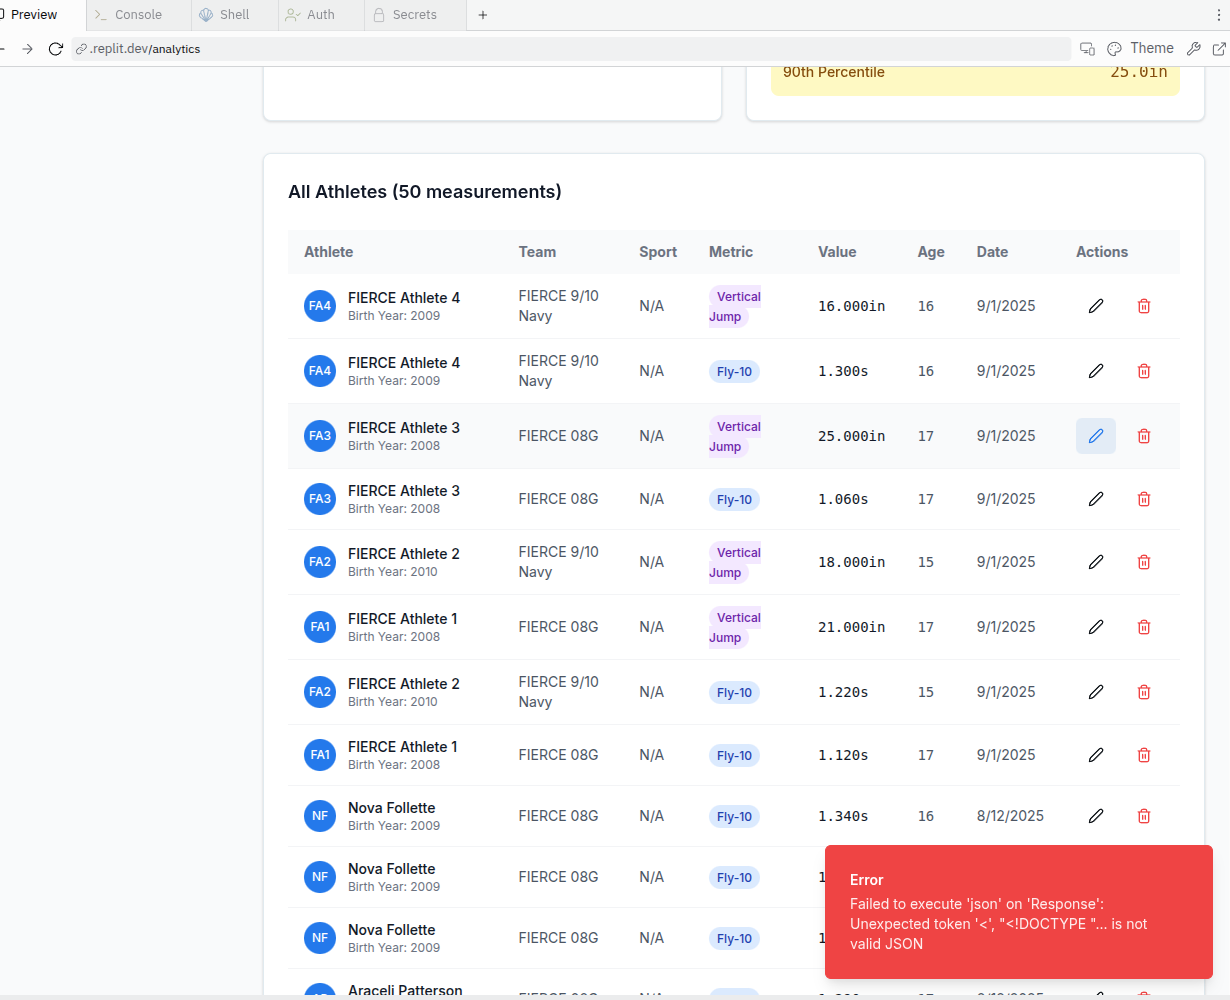 Preview Console Shell Auth Secrets
.replit.dev/analytics Theme
90th Percentile 25.0in
All Athletes (50 measurements)
Athlete Team Sport Metric Value Age Date Actions
FA4 FIERCE Athlete 4 FIERCE 9/10 N/A Vertical 16.000in 16 9/1/2025
Birth Year: 2009 Navy Jump
FA4 FIERCE Athlete 4 FIERCE 9/10 N/A Fly-10 1.300s 16 9/1/2025
Birth Year: 2009 Navy
FA3 FIERCE Athlete 3 FIERCE 08G N/A Vertical 25.000in 17 9/1/2025
Birth Year: 2008 Jump
FA3 FIERCE Athlete 3 FIERCE 08G N/A Fly-10 1.060s 17 9/1/2025
Birth Year: 2008
FA2 FIERCE Athlete 2 FIERCE 9/10 N/A Vertical 18.000in 15 9/1/2025
Birth Year: 2010 Navy Jump
FA1 FIERCE Athlete 1 FIERCE 08G N/A Vertical 21.000in 17 9/1/2025
Birth Year: 2008 Jump
FA2 FIERCE Athlete 2 FIERCE 9/10 N/A Fly-10 1.220s 15 9/1/2025
Birth Year: 2010 Navy
FA1 FIERCE Athlete 1 FIERCE 08G N/A Fly-10 1.120s 17 9/1/2025
Birth Year: 2008
NF Nova Follette FIERCE 08G N/A Fly-10 1.340s 16 8/12/2025
Birth Year: 2009
NF Nova Follette FIERCE 08G N/A Fly-10 1
Birth Year: 2009
NF Nova Follette FIERCE 08G N/A Fly-10 1
Birth Year: 2009
Araceli Patterson
Error
Failed to execute 'json' on 'Response':
Unexpected token '<', "<!DOCTYPE "... is not
valid JSON